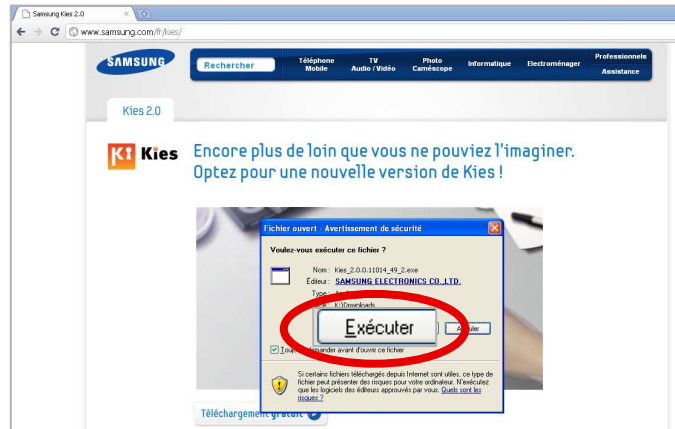 Samsung Kies 2.0
www.samsung.com/fr/kies/
SAMSUNG
Rechercher
Téléphone Mobile
TV Audio / Vidéo
Photo Caméscope
Informatique
Electroménager
Professionnels
Assistance
Kies 2.0
Kies
Encore plus de loin que vous ne pouviez l'imaginer.
Optez pour une nouvelle version de Kies !
Fichier ouvert - Avertissement de sécurité
Voulez-vous exécuter ce fichier ?
Nom : Kies_2.0.0.11014_49_2.exe
Éditeur : SAMSUNG ELECTRONICS CO.,LTD.
Type :
K:\Downloads
Exécuter
demander avant d'ouvrir ce fichier
Si certains fichiers téléchargés depuis Internet sont utiles, ce type de
fichier peut présenter des risques pour votre ordinateur. N'exécutez
que les logiciels des éditeurs approuvés par vous. Quels sont les
risques ?
Téléchargement gratuit